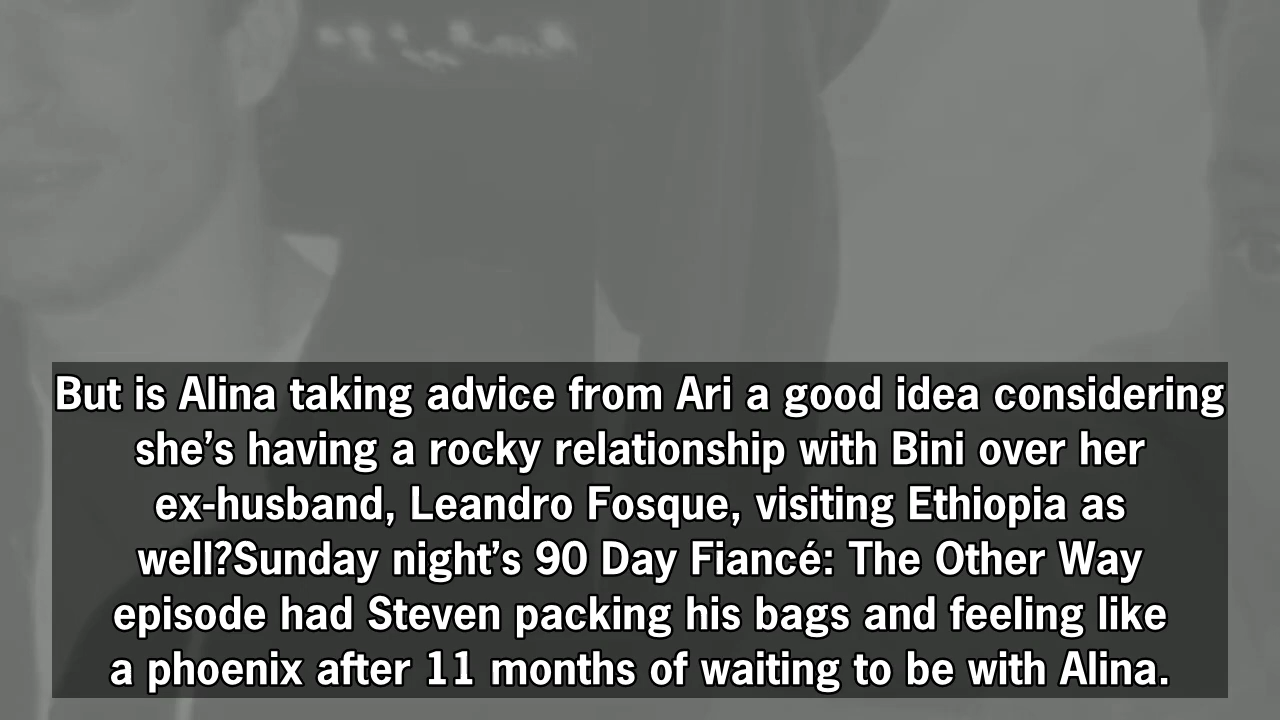 But is Alina taking advice from Ari a good idea considering
she’s having a rocky relationship with Bini over her
ex-husband, Leandro Fosque, visiting Ethiopia as
well?Sunday night’s 90 Day Fiancé: The Other Way
episode had Steven packing his bags and feeling like
a phoenix after 11 months of waiting to be with Alina.